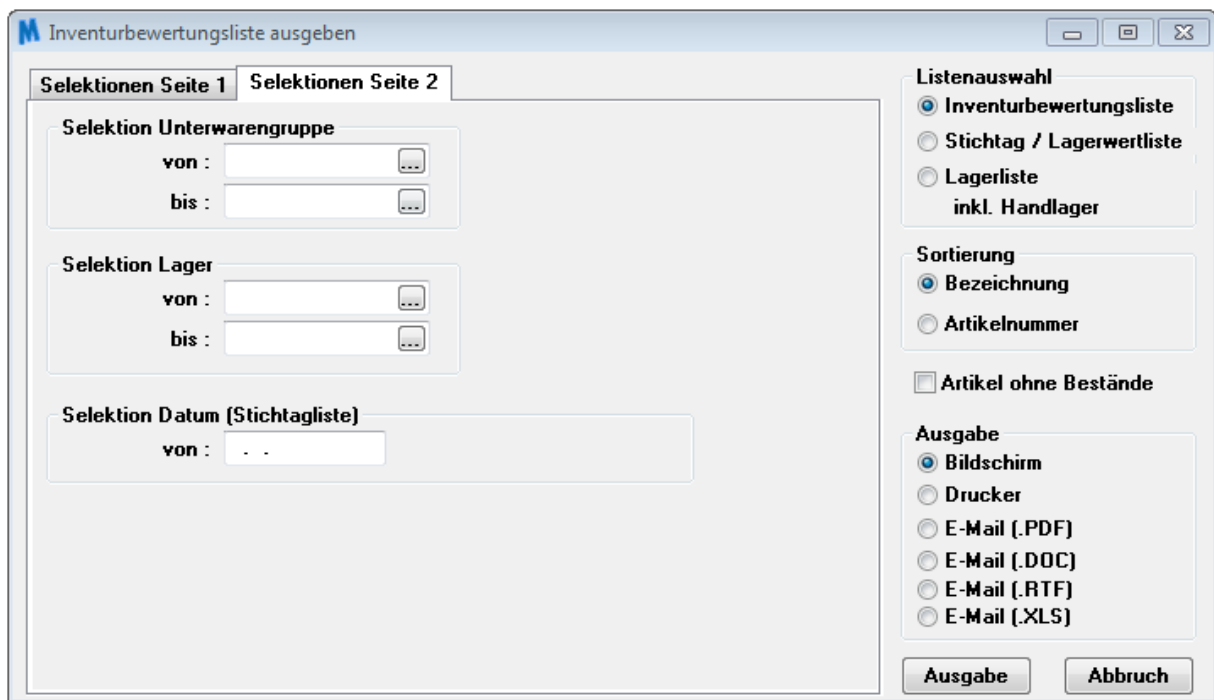 Inventurbewertungsliste ausgeben
Selektionen Seite 1
Selektionen Seite 2
Selektion Unterwarengruppe
von :
...
bis :
...
Selektion Lager
von :
...
bis :
...
Selektion Datum (Stichtagliste)
von :
. .
Listenauswahl
Inventurbewertungsliste
Stichtag / Lagerwertliste
Lagerliste
inkl. Handlager
Sortierung
Bezeichnung
Artikelnummer
Artikel ohne Bestände
Ausgabe
Bildschirm
Drucker
E-Mail (.PDF)
E-Mail (.DOC)
E-Mail (.RTF)
E-Mail (.XLS)
Ausgabe
Abbruch